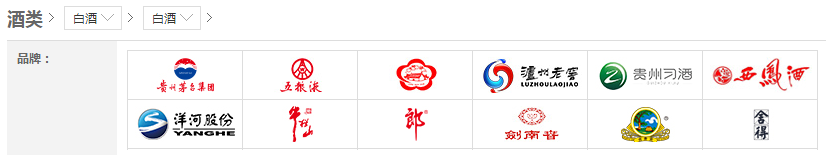 酒类 白酒 白酒
品牌：
贵州茅台集团 五粮液 泸州老窖 LUZHOULAOJIAO 贵州习酒 西凤酒
洋河股份 YANGHE 牛栏山 郎 剑南春 舍得